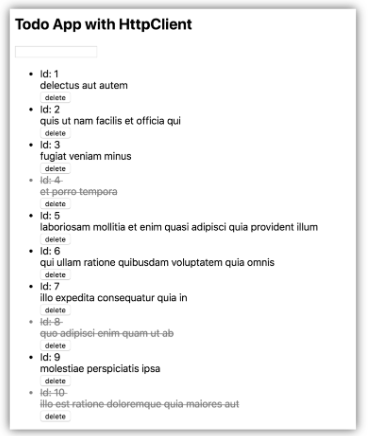 Todo App with HttpClient
Id: 1
delectus aut autem
delete
Id: 2
quis ut nam facilis et officia qui
delete
Id: 3
fugiat veniam minus
delete
Id: 4
et porro tempora
delete
Id: 5
laboriosam mollitia et enim quasi adipisci quia provident illum
delete
Id: 6
qui ullam ratione quibusdam voluptatem quia omnis
delete
Id: 7
illo expedita consequatur quia in
delete
Id: 8
quo adipisci enim quam ut ab
delete
Id: 9
molestiae perspiciatis ipsa
delete
Id: 10
illo est ratione doloremque quia maiores aut
delete